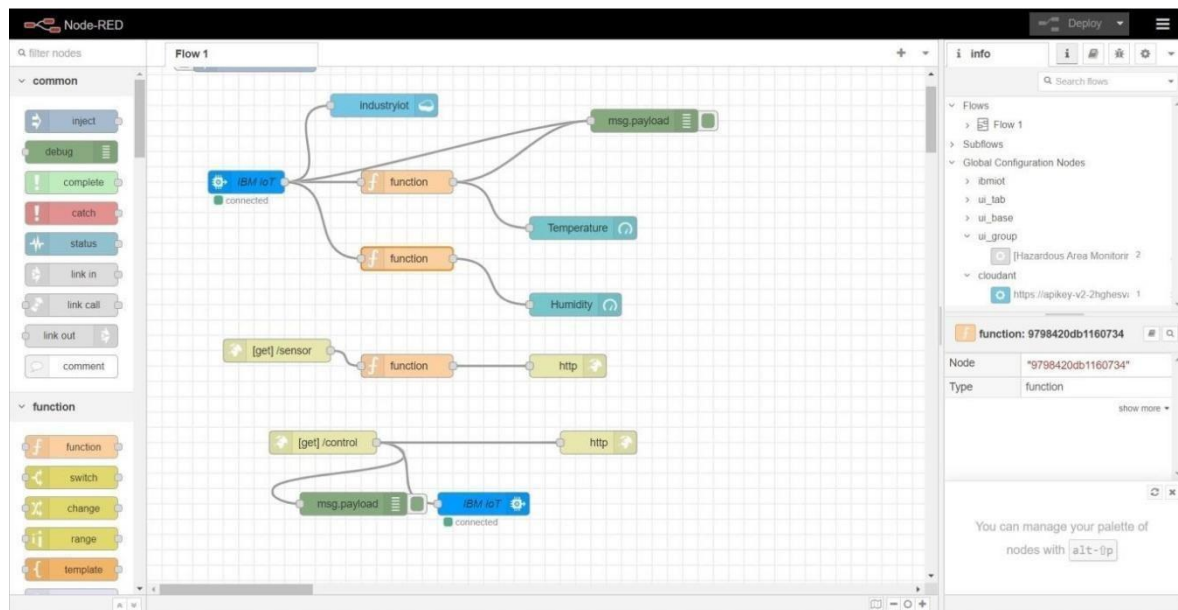 Node-RED
Deploy
filter nodes
common
inject
debug
complete
catch
status
link in
link call
link out
comment
function
function
switch
change
range
template
Flow 1
Industryiot
msg.payload
IBM IoT
connected
function
Temperature
function
Humidity
[get] /sensor
function
http
[get] /control
http
msg.payload
IBM IoT
connected
i info
i
Search flows
Flows
Flow 1
Subflows
Global Configuration Nodes
ibmiot
ui_tab
ui_base
ui_group
[Hazardous Area Monitorir 2
cloudant
https://apikey-v2-2hghesv 1
function: 9798420db1160734
Node "9798420db1160734"
Type function
show more
You can manage your palette of
nodes with alt-⇧p